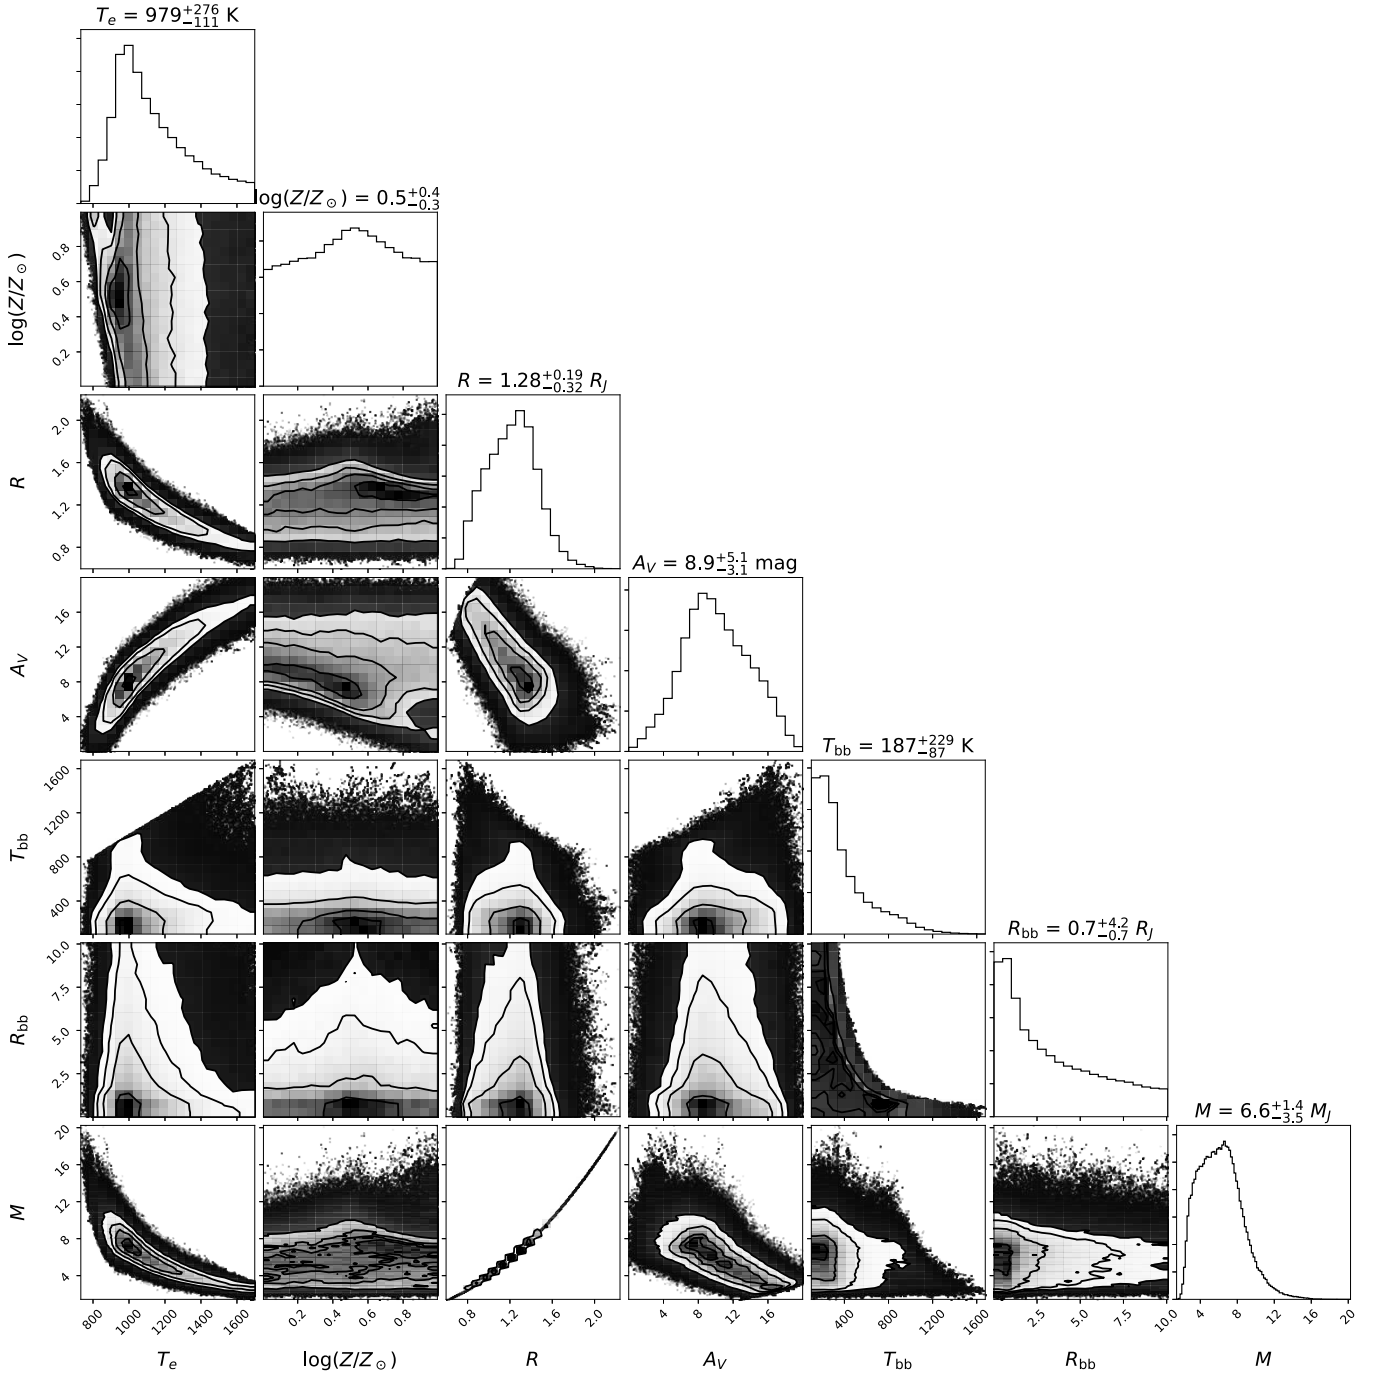 T_e = 979^{+276}_{-111} K
log(Z/Z_⊙) = 0.5^{+0.4}_{-0.3}
0.8
0.6
0.4
0.2
log(Z/Z_⊙)
R = 1.28^{+0.19}_{-0.32} R_J
2.0
1.6
1.2
0.8
R
A_V = 8.9^{+5.1}_{-3.1} mag
16
12
8
4
A_V
T_bb = 187^{+229}_{-87} K
1600
1200
800
400
T_bb
R_bb = 0.7^{+4.2}_{-0.7} R_J
10.0
7.5
5.0
2.5
R_bb
M = 6.6^{+1.4}_{-3.5} M_J
20
16
12
8
4
M
800 1000 1200 1400 1600 0.2 0.4 0.6 0.8 0.8 1.2 1.6 2.0 4 8 12 16 400 800 1200 1600 2.5 5.0 7.5 10.0 4 8 12 16 20
T_e log(Z/Z_⊙) R A_V T_bb R_bb M